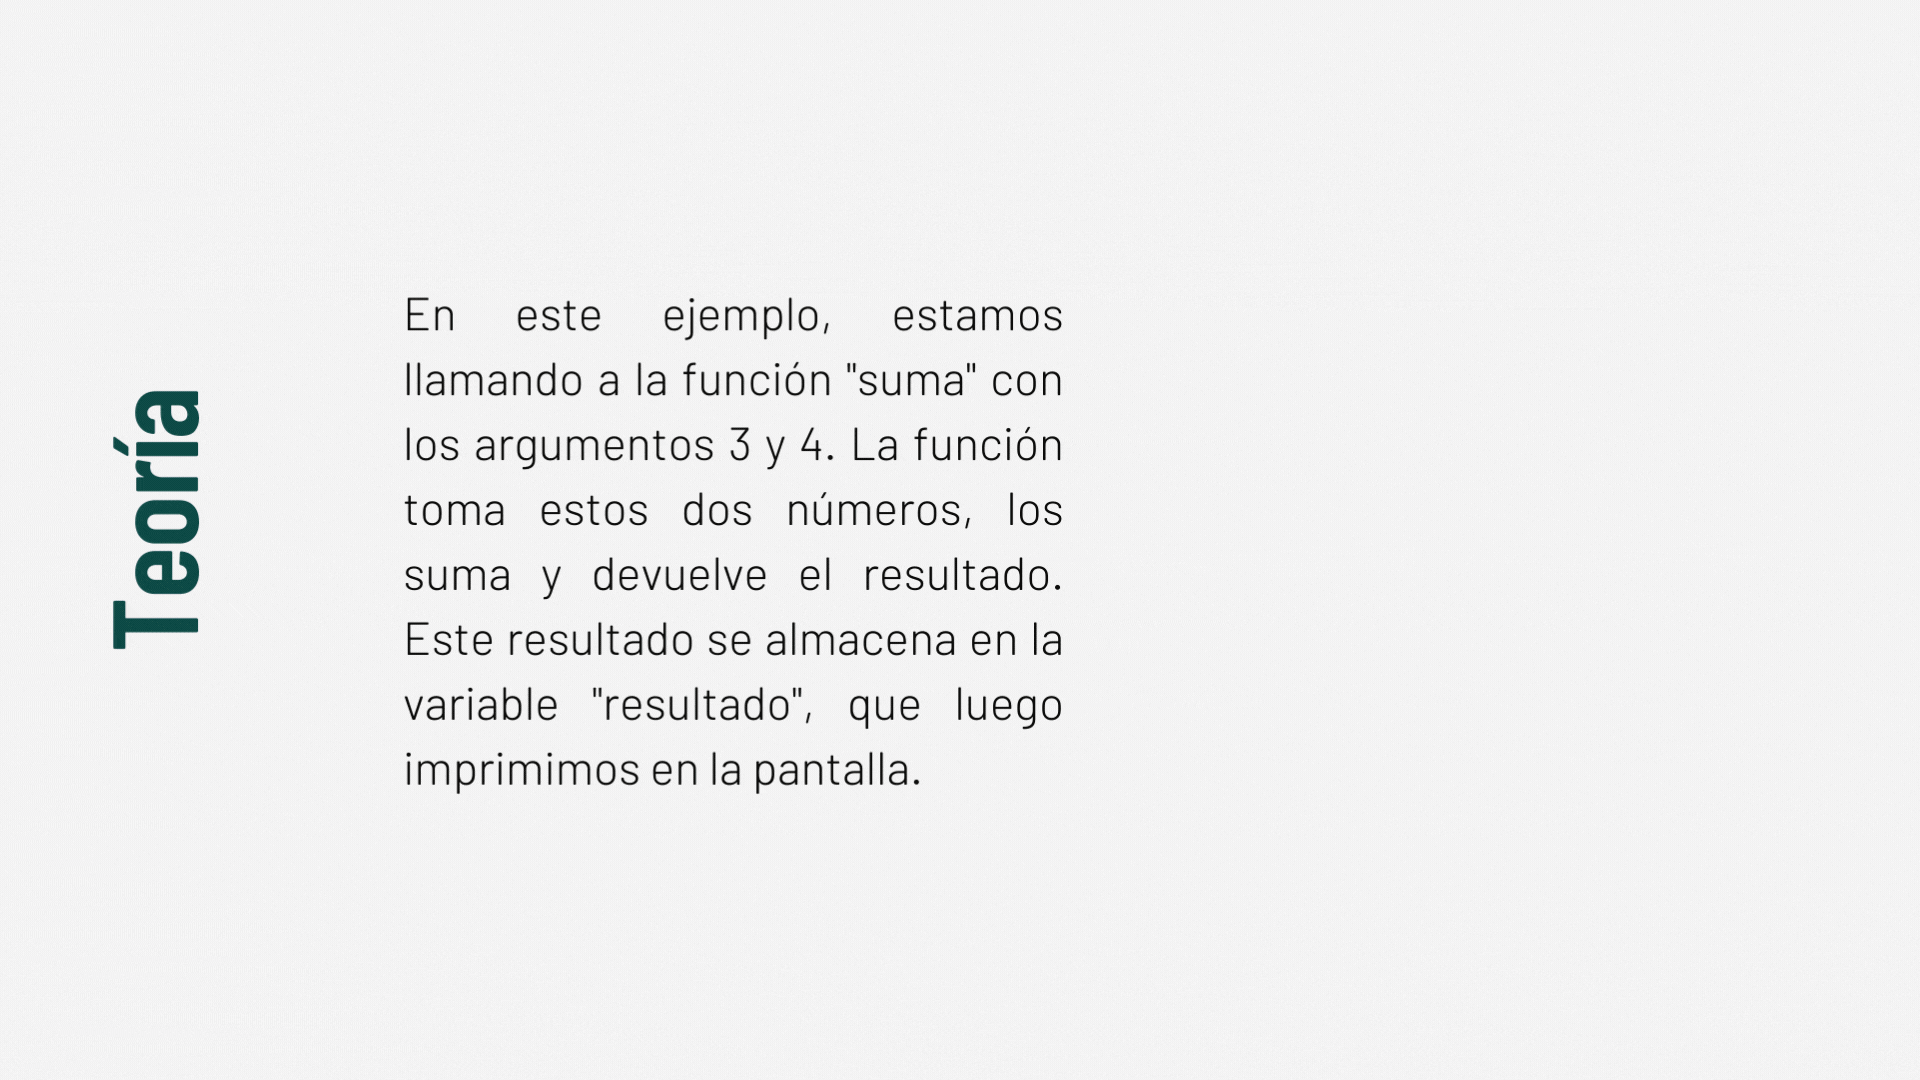 Teoría
En este ejemplo, estamos
llamando a la función "suma" con
los argumentos 3 y 4. La función
toma estos dos números, los
suma y devuelve el resultado.
Este resultado se almacena en la
variable "resultado", que luego
imprimimos en la pantalla.